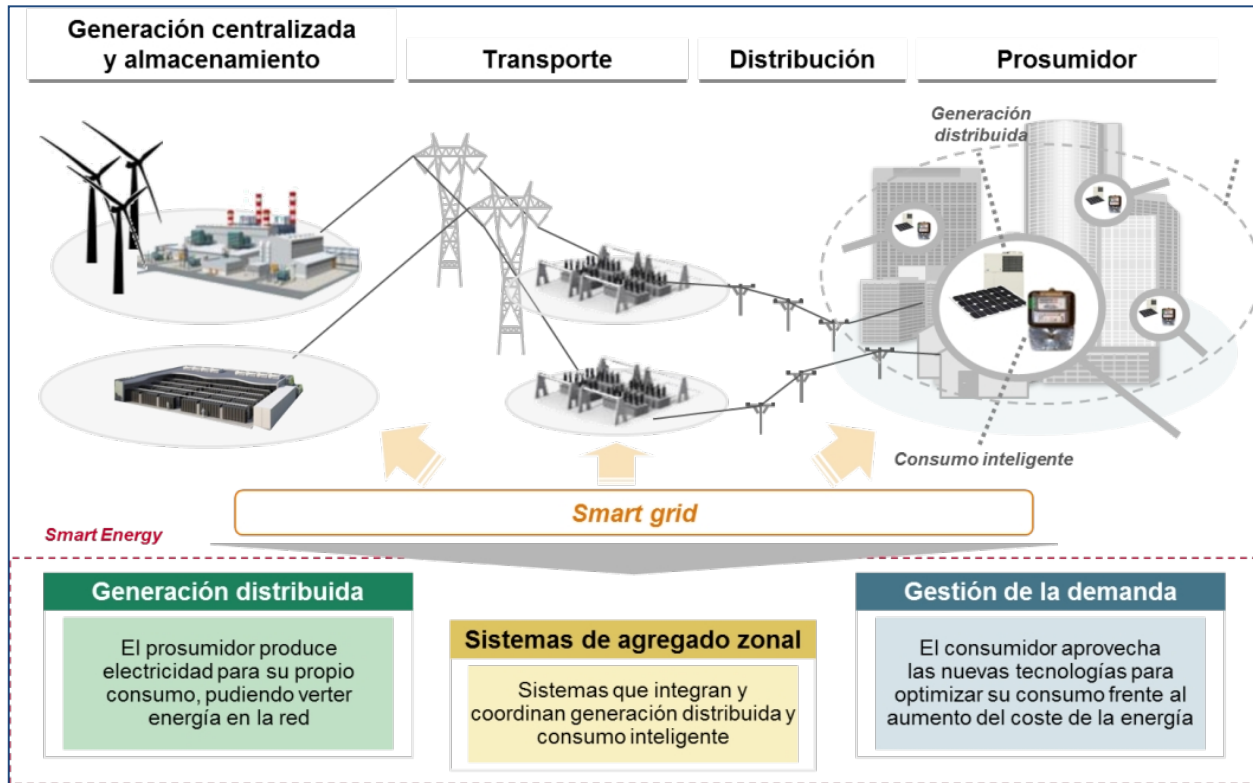 Generación centralizada
y almacenamiento
Transporte
Distribución
Prosumidor
Generación
distribuida
Consumo inteligente
Smart grid
Smart Energy
Generación distribuida
El prosumidor produce
electricidad para su propio
consumo, pudiendo verter
energía en la red
Sistemas de agregado zonal
Sistemas que integran y
coordinan generación distribuida y
consumo inteligente
Gestión de la demanda
El consumidor aprovecha
las nuevas tecnologías para
optimizar su consumo frente al
aumento del coste de la energía